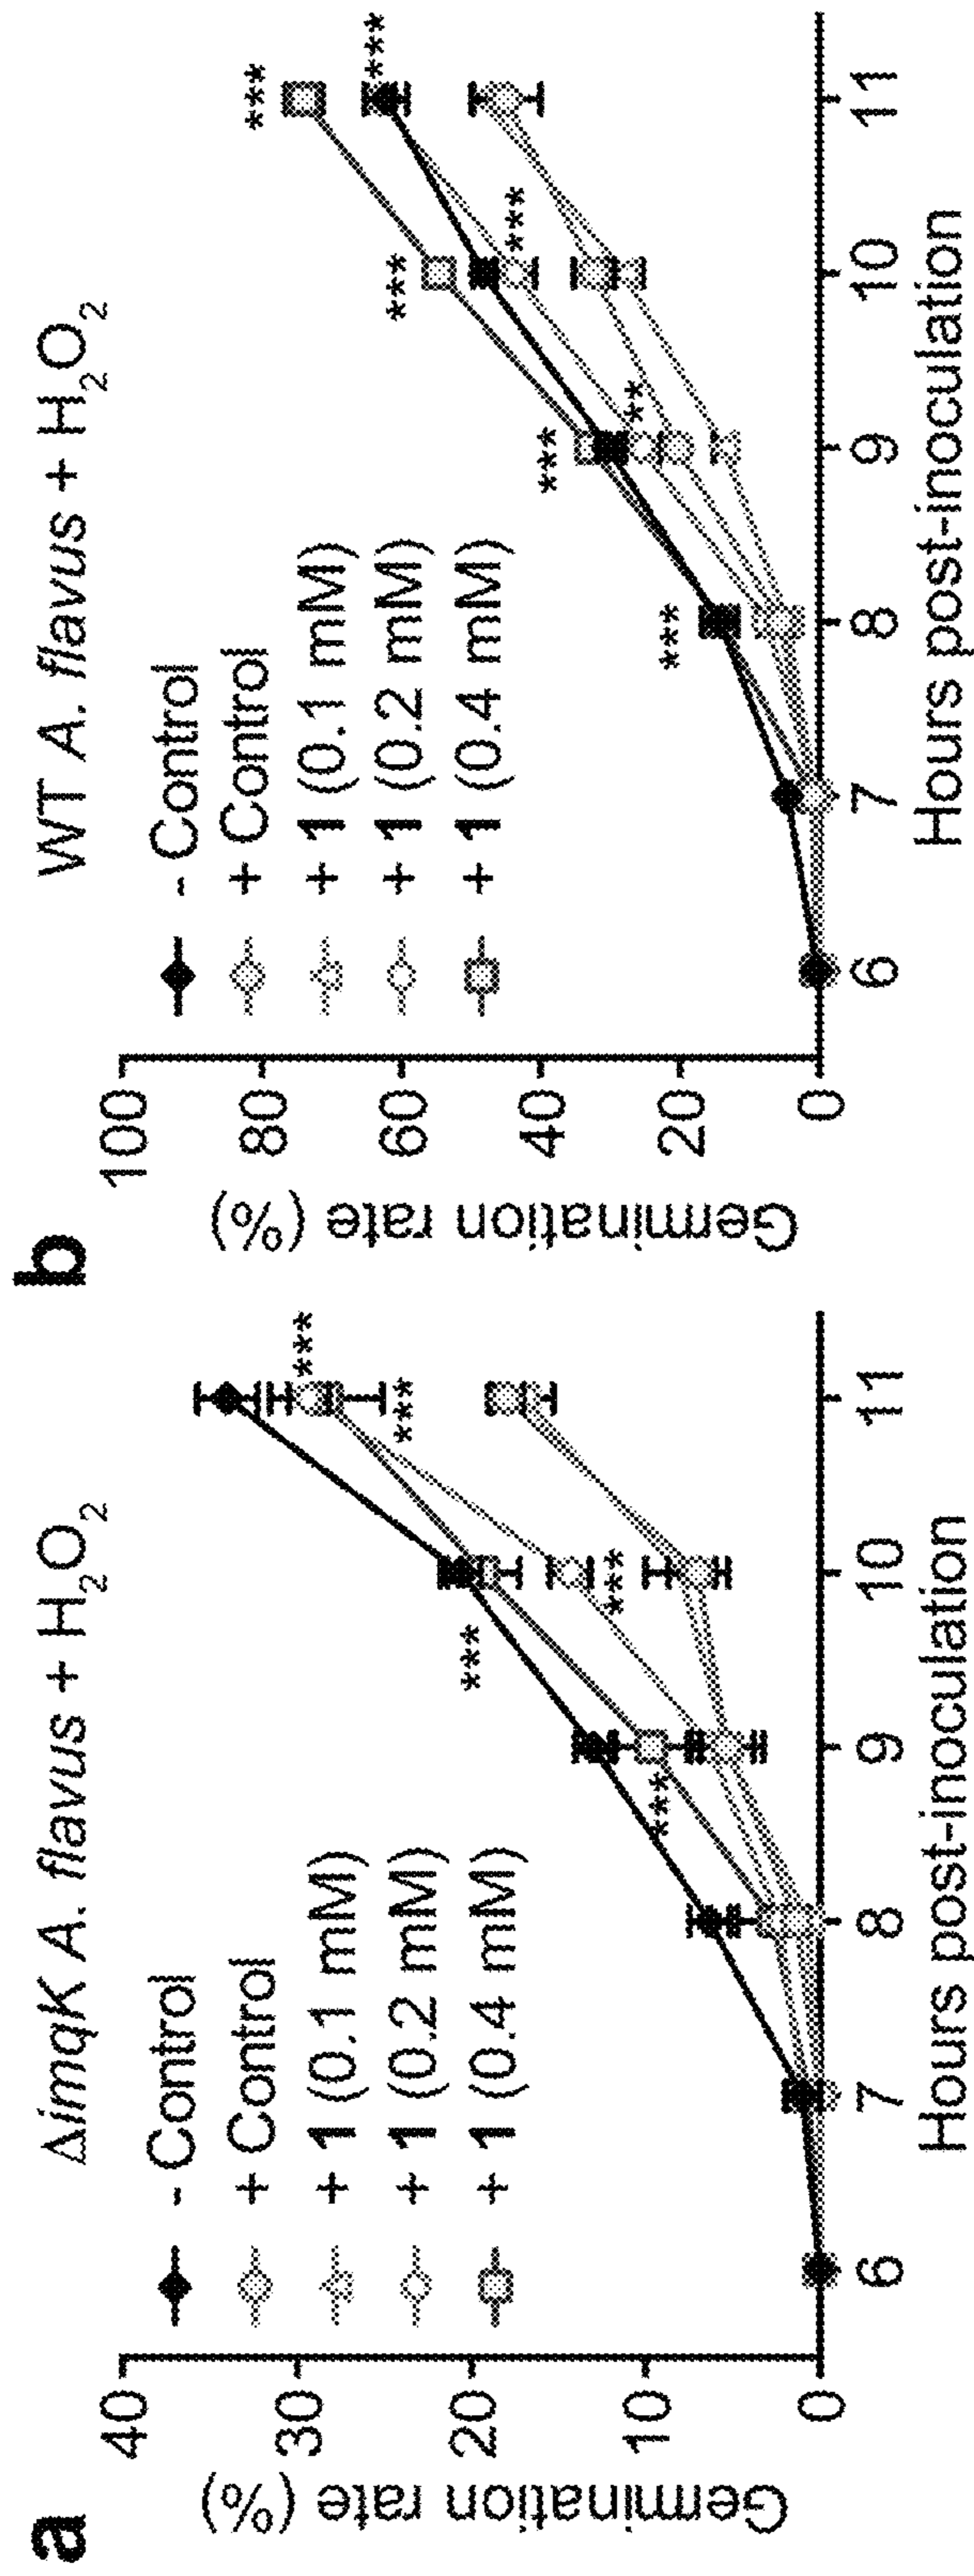 a
ΔimqK A. flavus + H2O2
- Control
+ Control
+ 1 (0.1 mM)
+ 1 (0.2 mM)
+ 1 (0.4 mM)
Germination rate (%)
40
30
20
10
0
***
***
***
***
***
6 7 8 9 10 11
Hours post-inoculation
b
WT A. flavus + H2O2
- Control
+ Control
+ 1 (0.1 mM)
+ 1 (0.2 mM)
+ 1 (0.4 mM)
Germination rate (%)
100
80
60
40
20
0
***
***
**
***
***
***
***
6 7 8 9 10 11
Hours post-inoculation